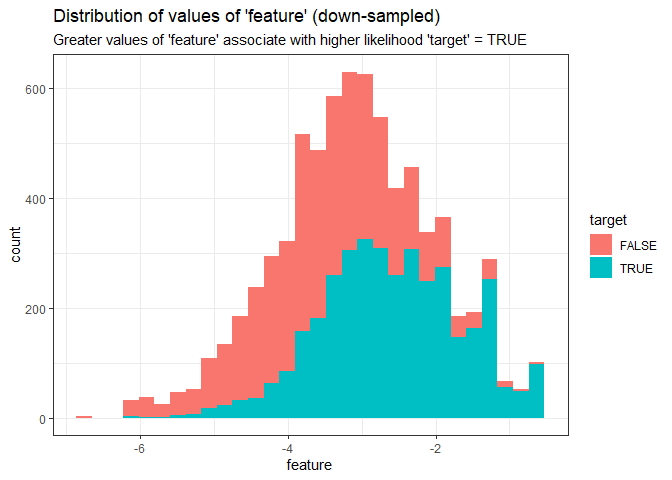 Distribution of values of 'feature' (down-sampled)
Greater values of 'feature' associate with higher likelihood 'target' = TRUE
600
400
200
0
count
-6
-4
-2
feature
target
FALSE
TRUE